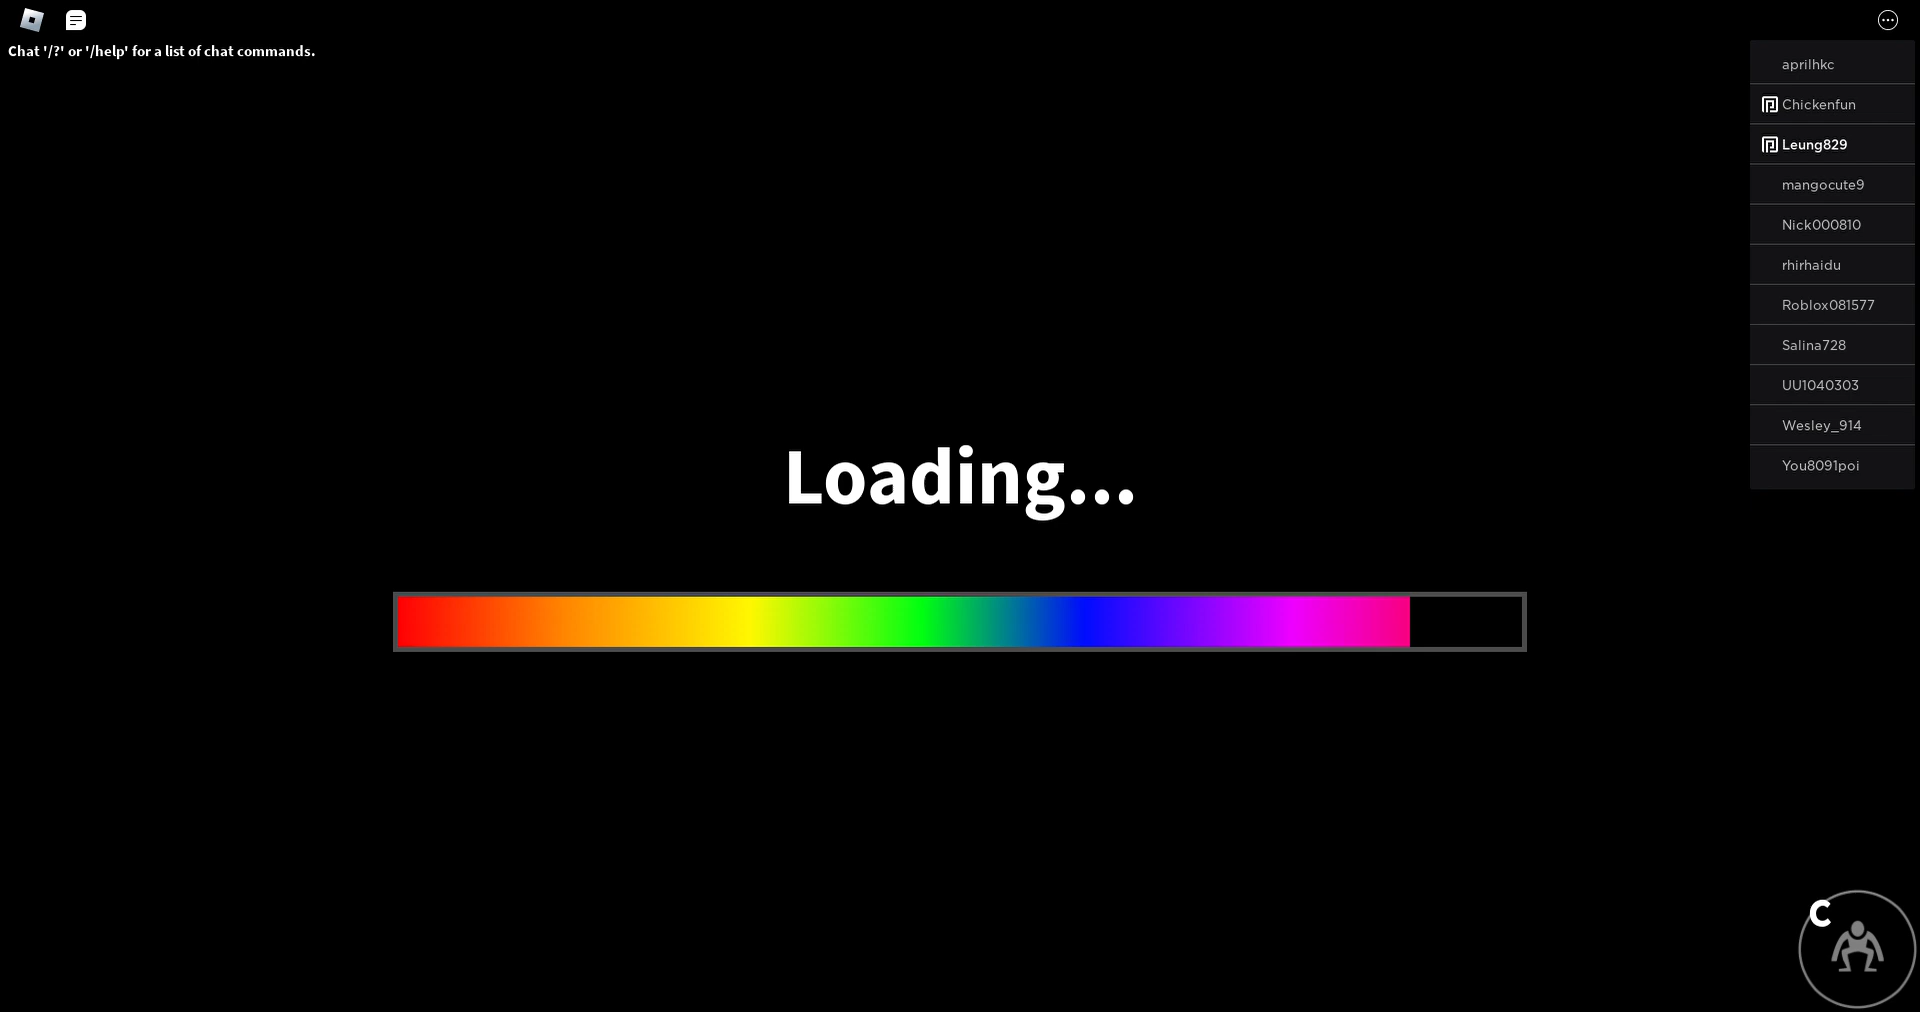 Chat '/?' or '/help' for a list of chat commands.
aprilhkc
Chickenfun
Leung829
mangocute9
Nick000810
rhirhaidu
Roblox081577
Salina728
UU1040303
Wesley_914
You8091poi
Loading...
C